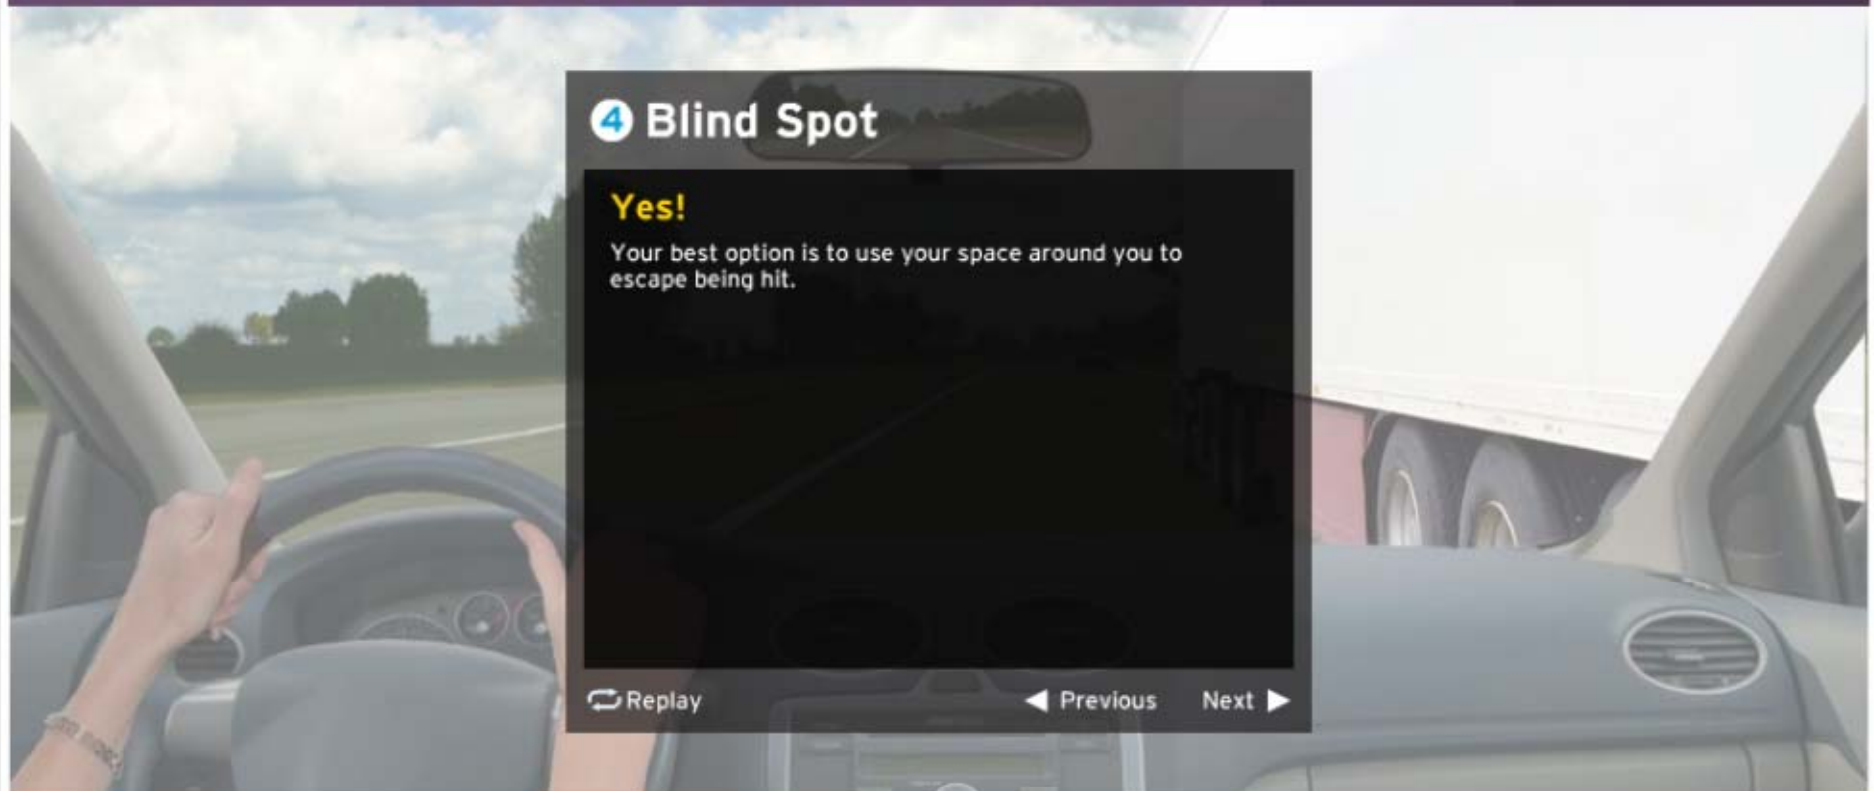 4 Blind Spot
Yes!
Your best option is to use your space around you to
escape being hit.
Replay
Previous
Next